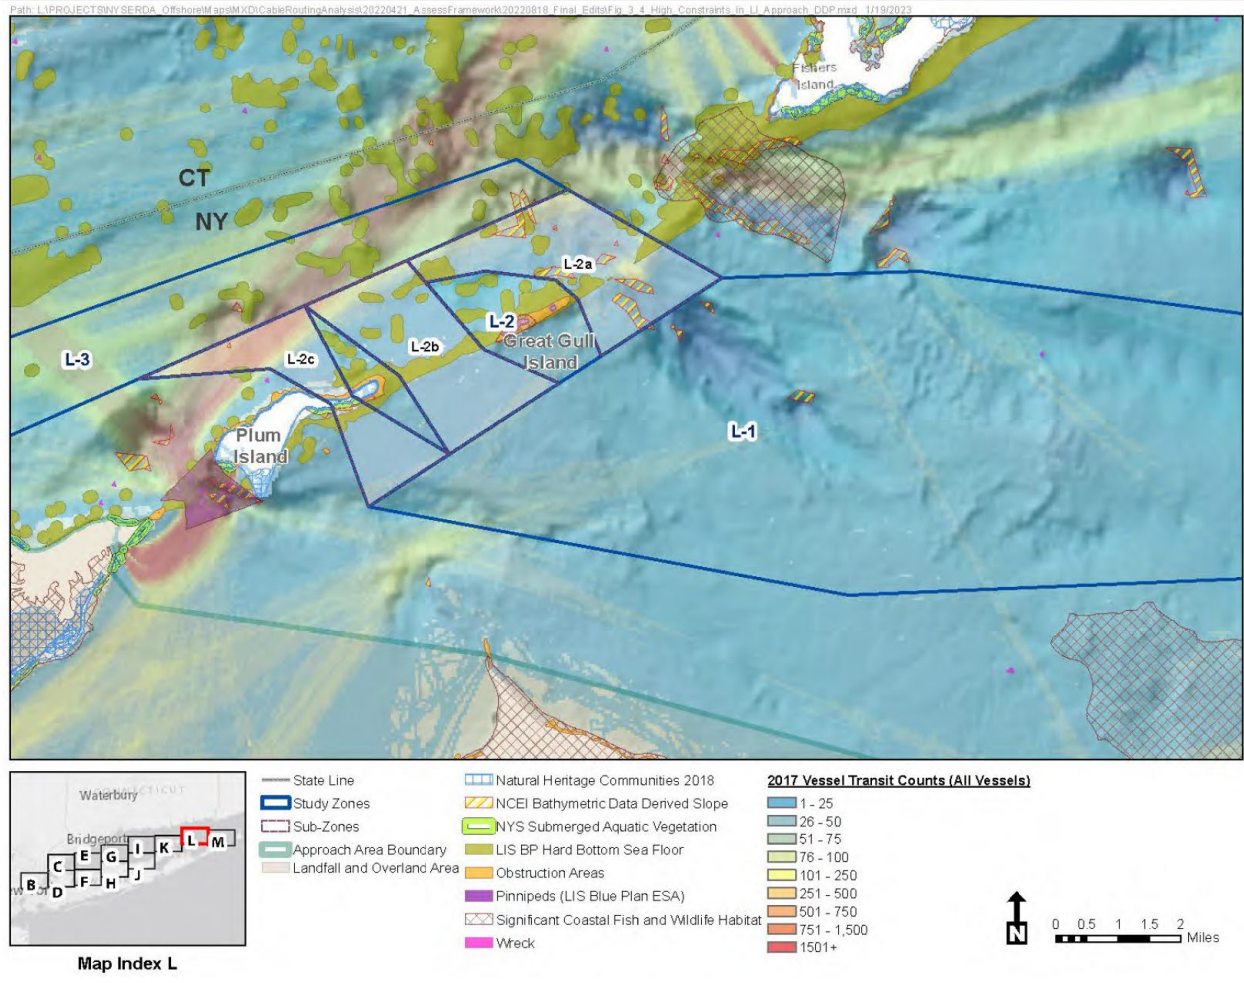 Path: L:\PROJECTS\NYSERDA_Offshore\Maps\MXD\CableRoutingAnalysis\20220421_AssessFramework\20220818_Final_Edits\Fig_3_4_High_Constraints_in_LI_Approach_DDP.mxd 1/19/2023
Fishers
Island
CT
NY
L-2a
L-2
L-2b
Great Gull
Island
L-3
L-2c
L-1
Plum
Island
Waterbury
CONNECTICUT
Bridgeport
B
C
D
E
F
G
H
I
J
K
L
M
Map Index L
State Line
Study Zones
Sub-Zones
Approach Area Boundary
Landfall and Overland Area
Natural Heritage Communities 2018
NCEI Bathymetric Data Derived Slope
NYS Submerged Aquatic Vegetation
LIS BP Hard Bottom Sea Floor
Obstruction Areas
Pinnipeds (LIS Blue Plan ESA)
Significant Coastal Fish and Wildlife Habitat
Wreck
2017 Vessel Transit Counts (All Vessels)
1 - 25
26 - 50
51 - 75
76 - 100
101 - 250
251 - 500
501 - 750
751 - 1,500
1501+
N
0 0.5 1 1.5 2
Miles